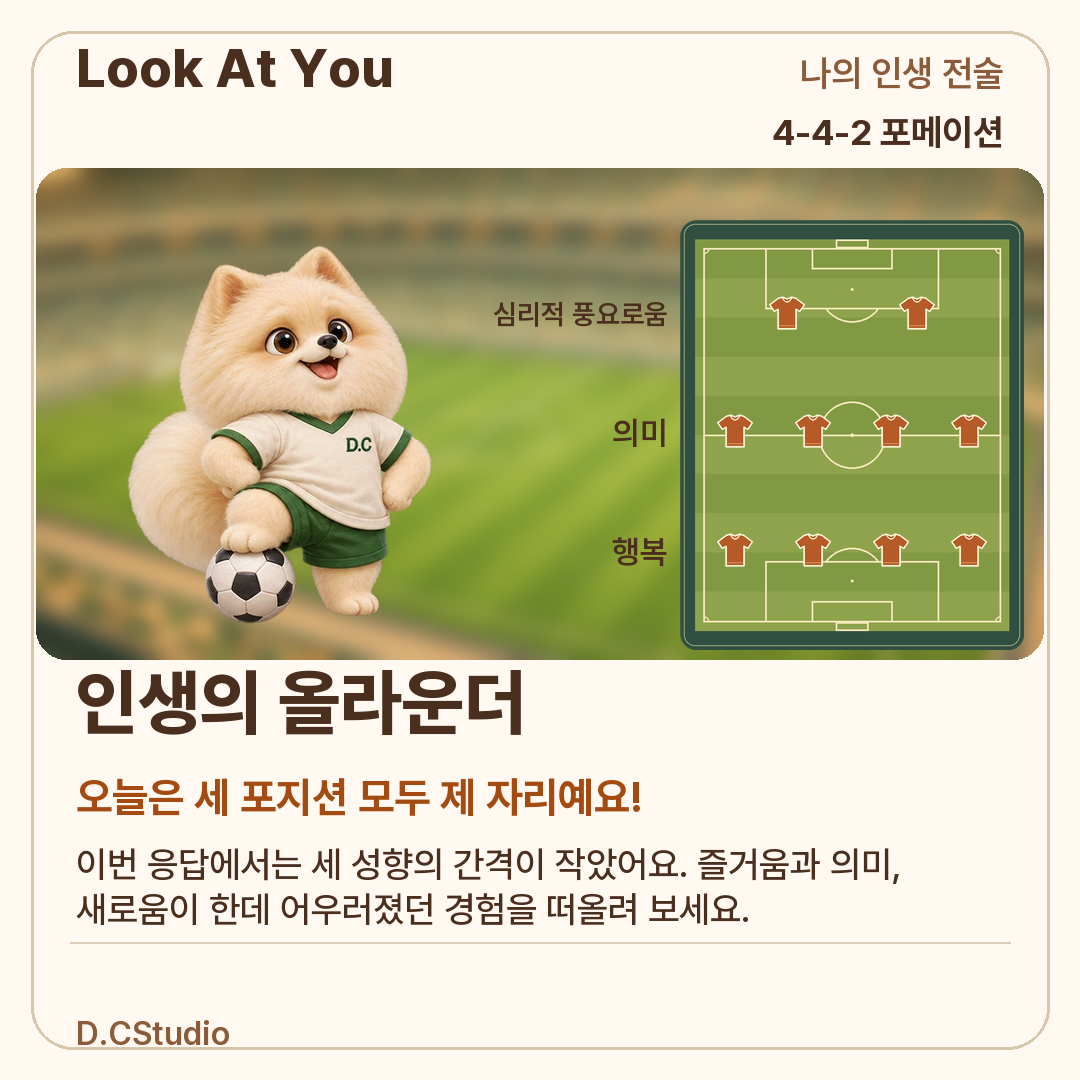 Look At You
나의 인생 전술
4-4-2 포메이션
심리적 풍요로움
D.C
의미
행복
인생의 올라운더
오늘은 세 포지션 모두 제 자리예요!
이번 응답에서는 세 성향의 간격이 작았어요. 즐거움과 의미,
새로움이 한데 어우러졌던 경험을 떠올려 보세요.
D.CStudio